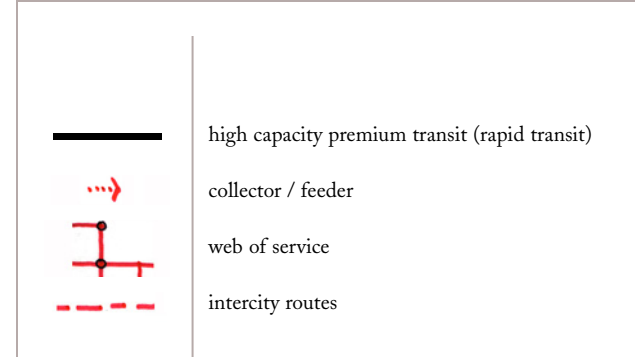 high capacity premium transit (rapid transit)
collector / feeder
web of service
intercity routes